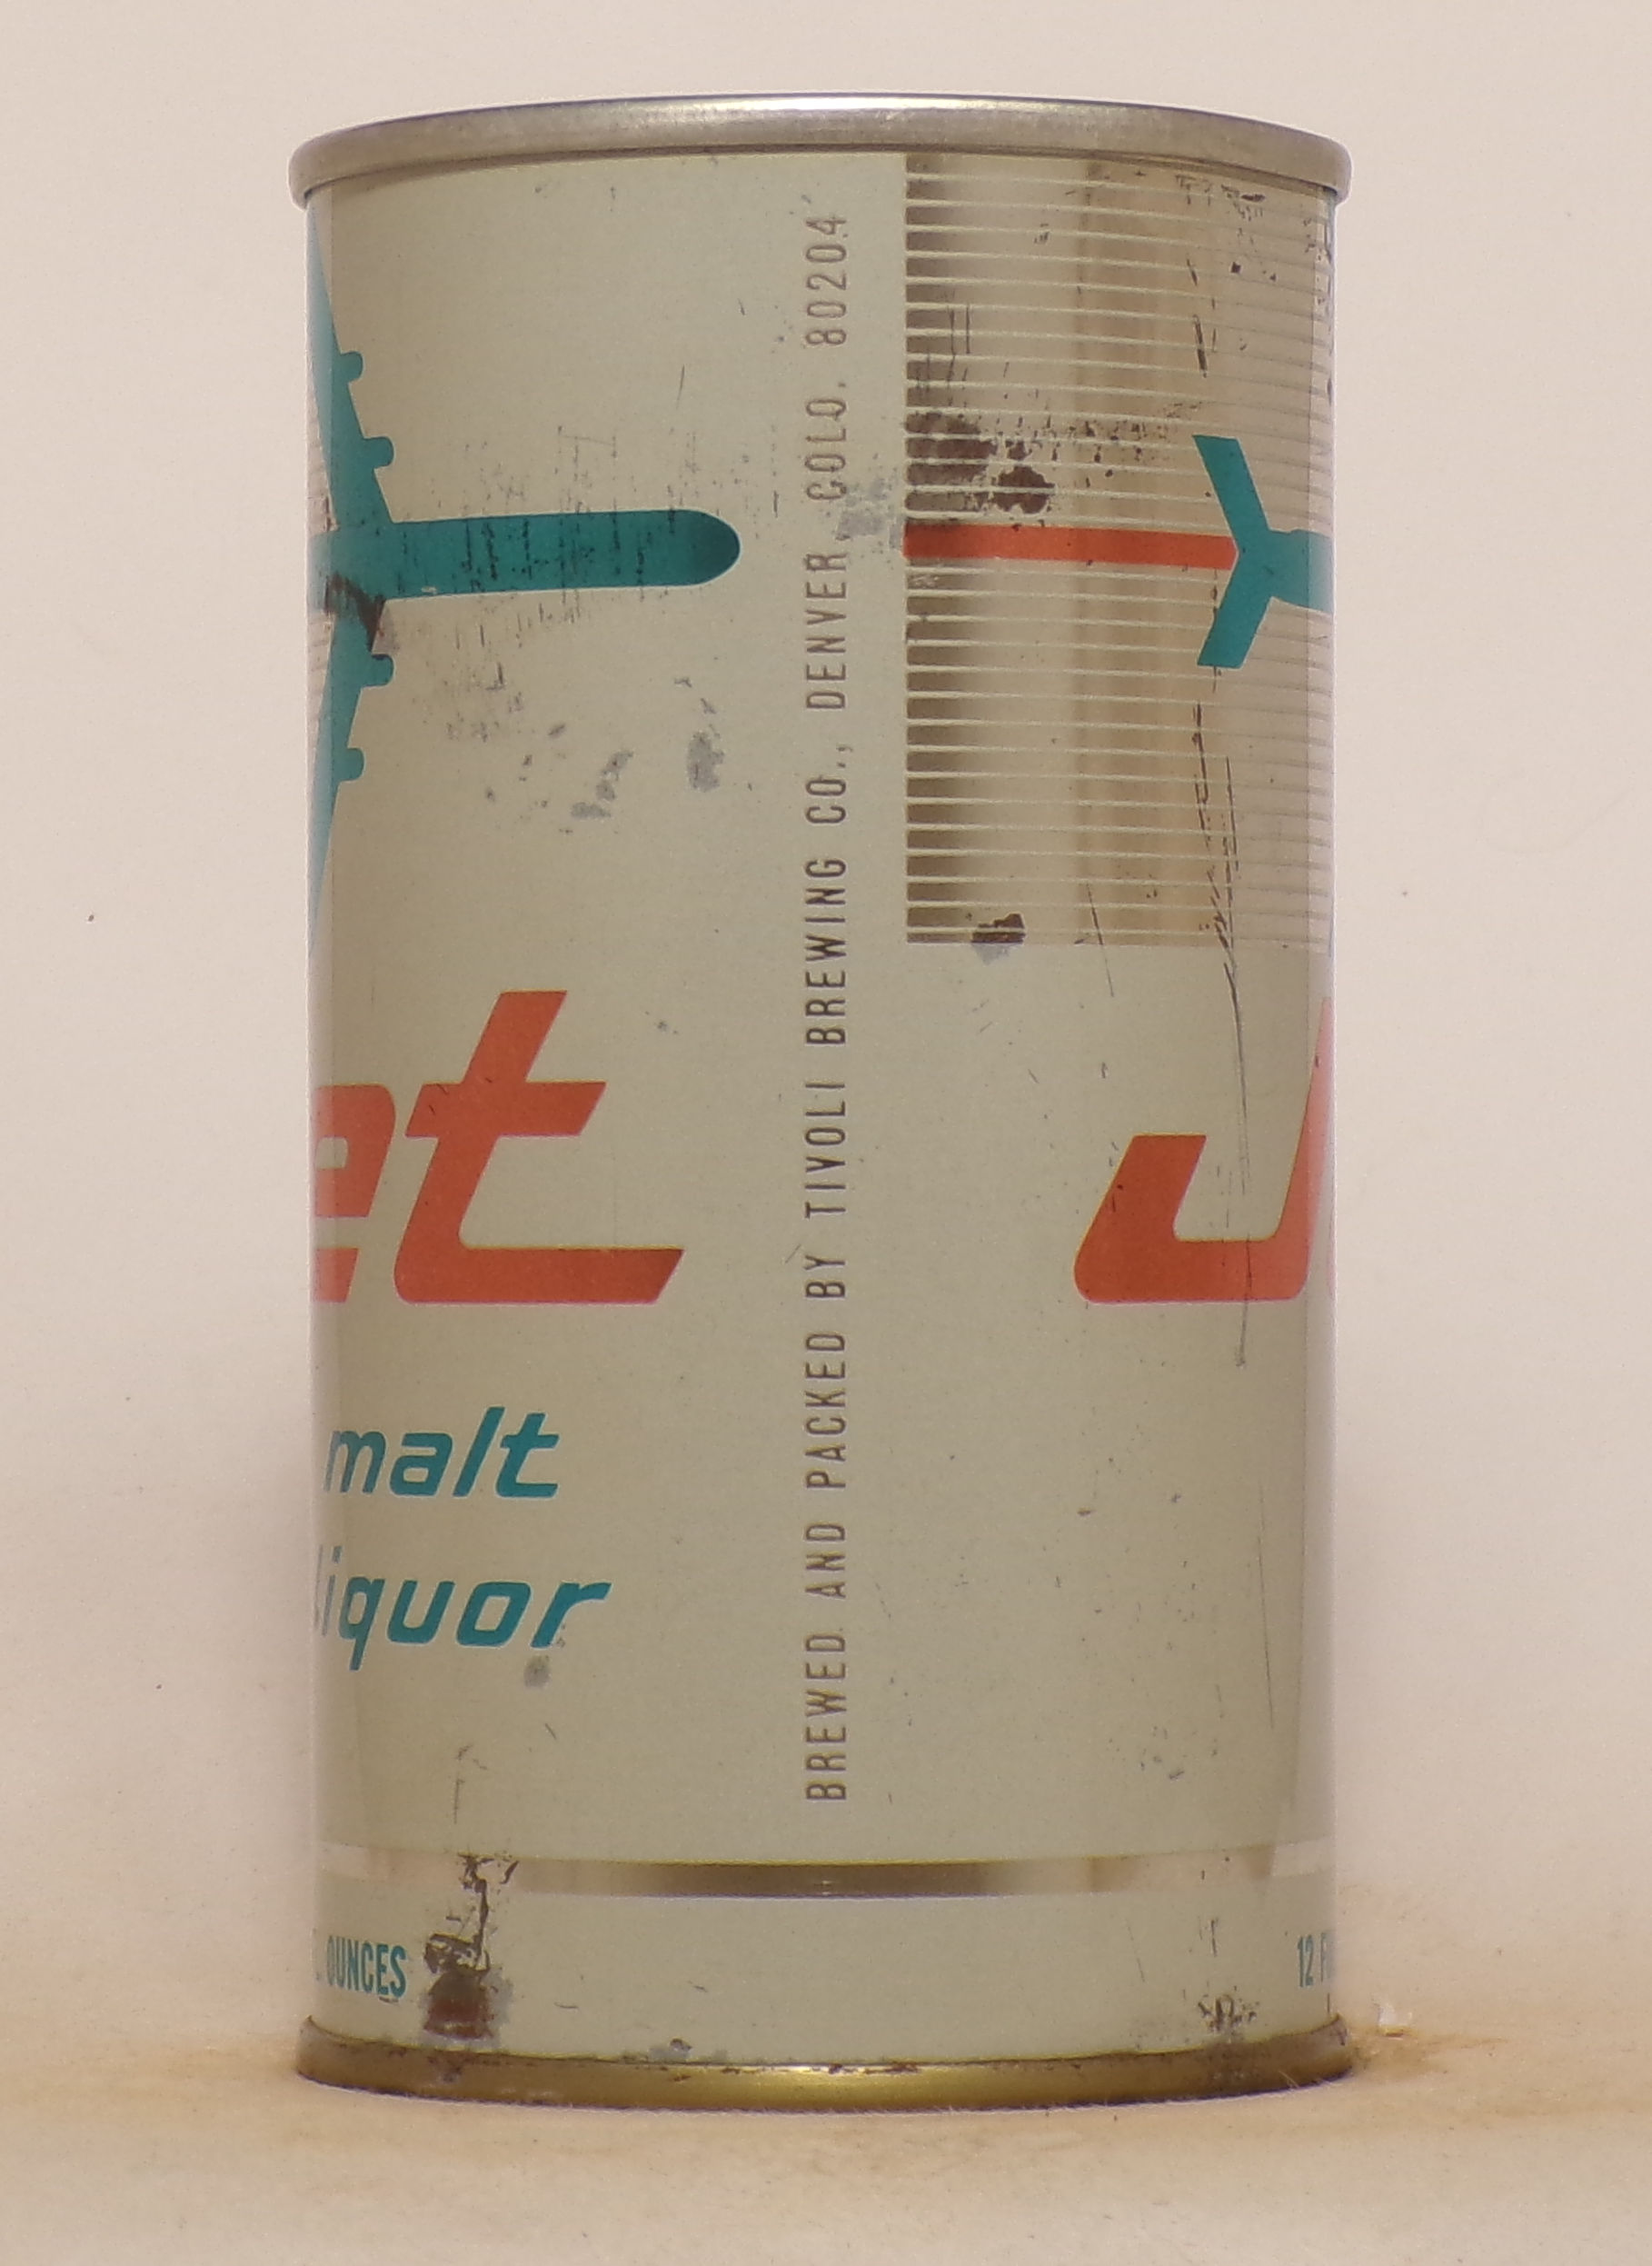 et
malt
liquor
OUNCES
BREWED AND PACKED BY TIVOLI BREWING CO., DENVER COLO. 80204
J
12 F